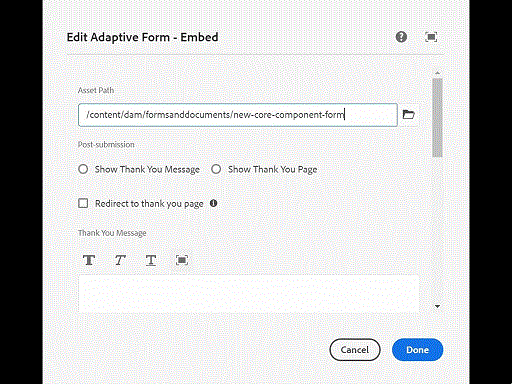 Edit Adaptive Form - Embed
Asset Path
/content/dam/formsanddocuments/new-core-component-form
Post-submission
Show Thank You Message Show Thank You Page
Redirect to thank you page
Thank You Message
T T T
Cancel Done